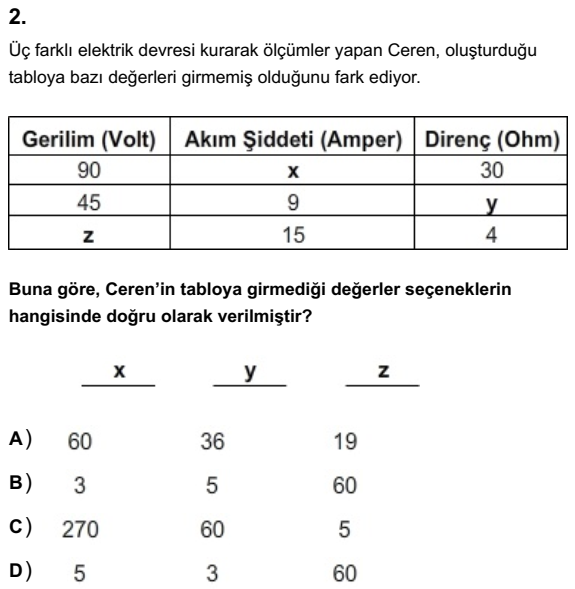 2.
Üç farklı elektrik devresi kurarak ölçümler yapan Ceren, oluşturduğu
tabloya bazı değerleri girmemiş olduğunu fark ediyor.
Gerilim (Volt) Akım Şiddeti (Amper) Direnç (Ohm)
90 x 30
45 9 y
z 15 4
Buna göre, Ceren'in tabloya girmediği değerler seçeneklerin
hangisinde doğru olarak verilmiştir?
x y z
A) 60 36 19
B) 3 5 60
C) 270 60 5
D) 5 3 60